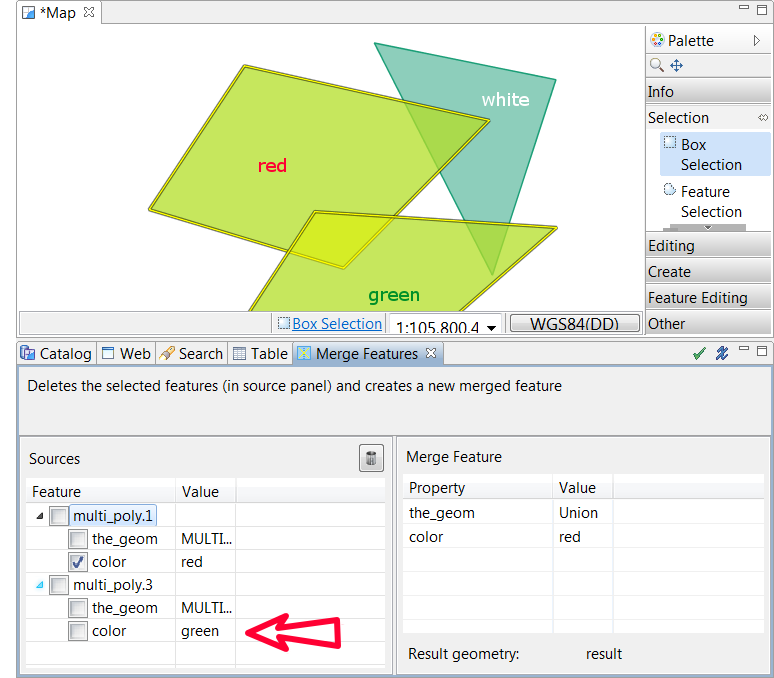 *Map
white
red
green
Palette
Info
Selection
Box
Selection
Feature
Selection
Editing
Create
Feature Editing
Other
Box Selection
1:105.800.4
WGS84(DD)
Catalog
Web
Search
Table
Merge Features
Deletes the selected features (in source panel) and creates a new merged feature
Sources
Feature Value
multi_poly.1
the_geom MULTI...
color red
multi_poly.3
the_geom MULTI...
color green
Merge Feature
Property Value
the_geom Union
color red
Result geometry: result